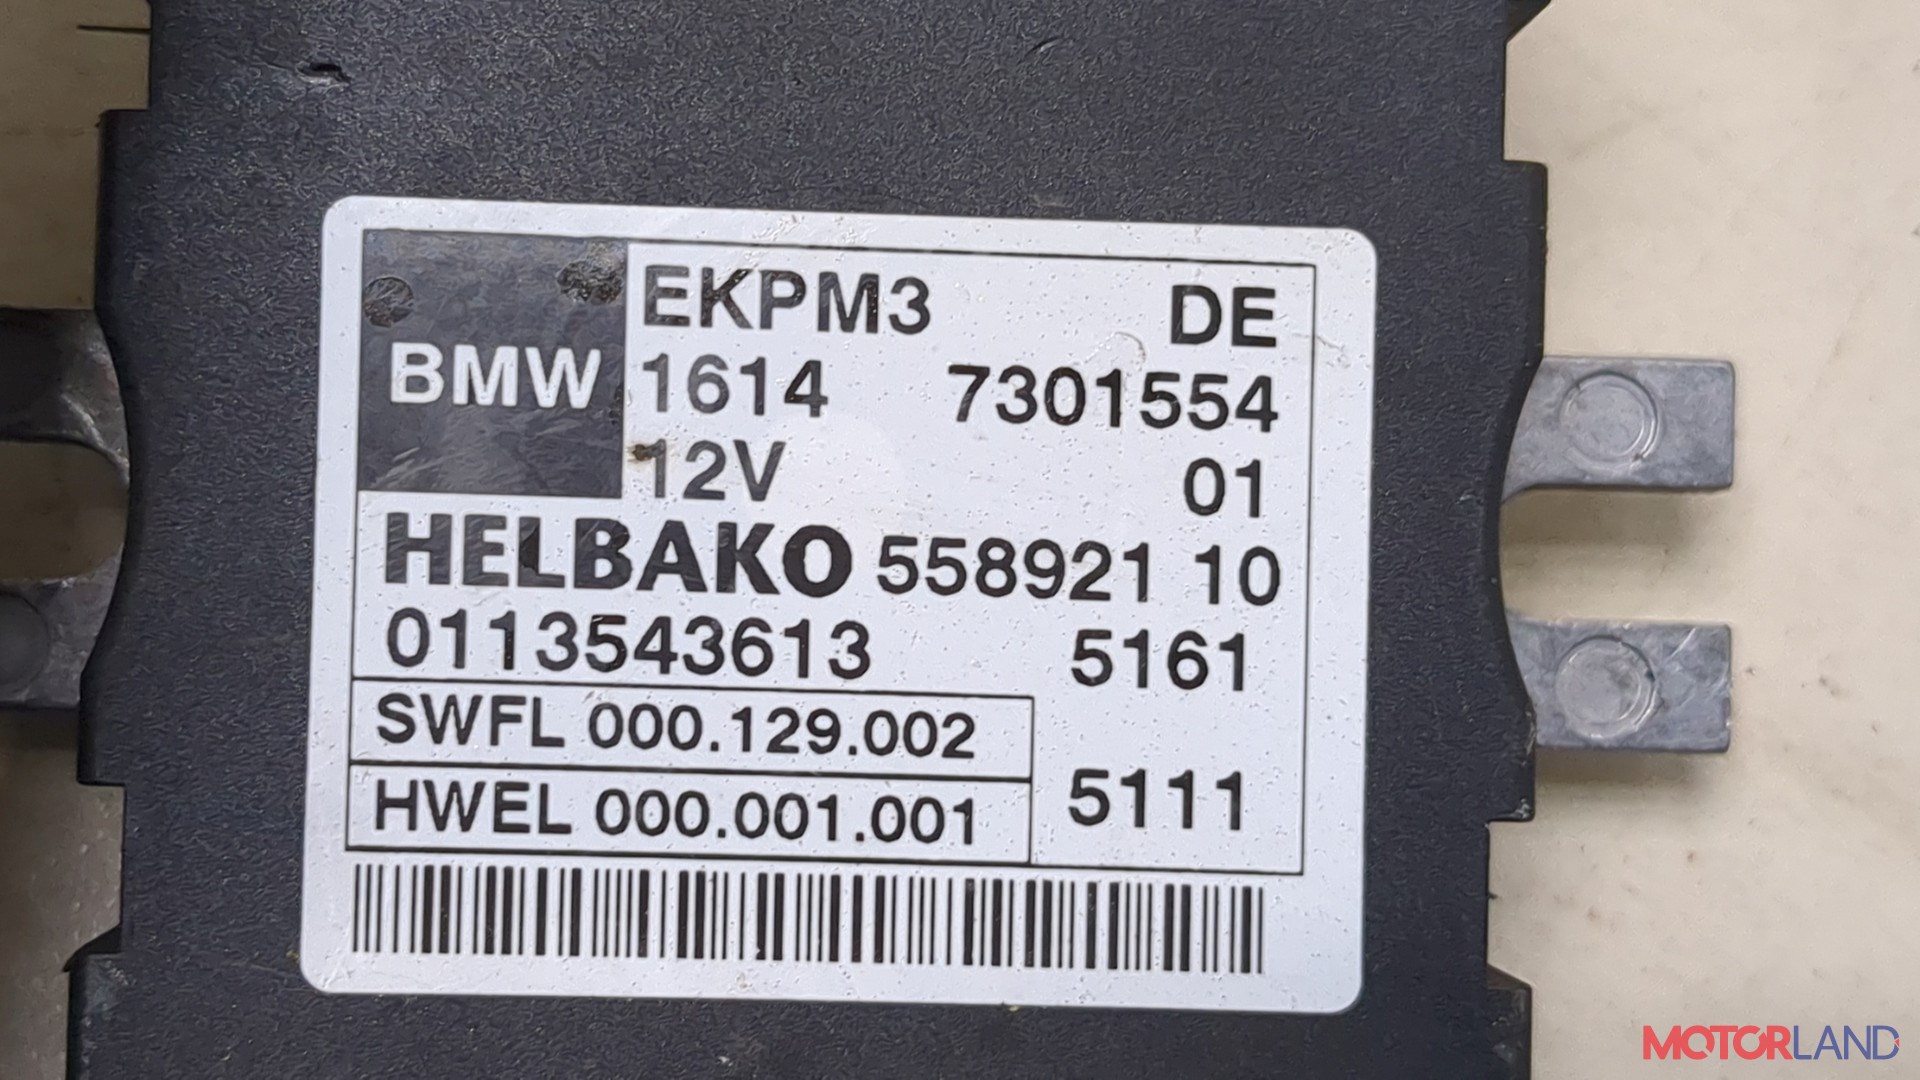 EKPM3 DE
BMW 1614 7301554
12V 01
HELBAKO 558921 10
0113543613 5161
SWFL 000.129.002
HWEL 000.001.001 5111
MOTORLAND